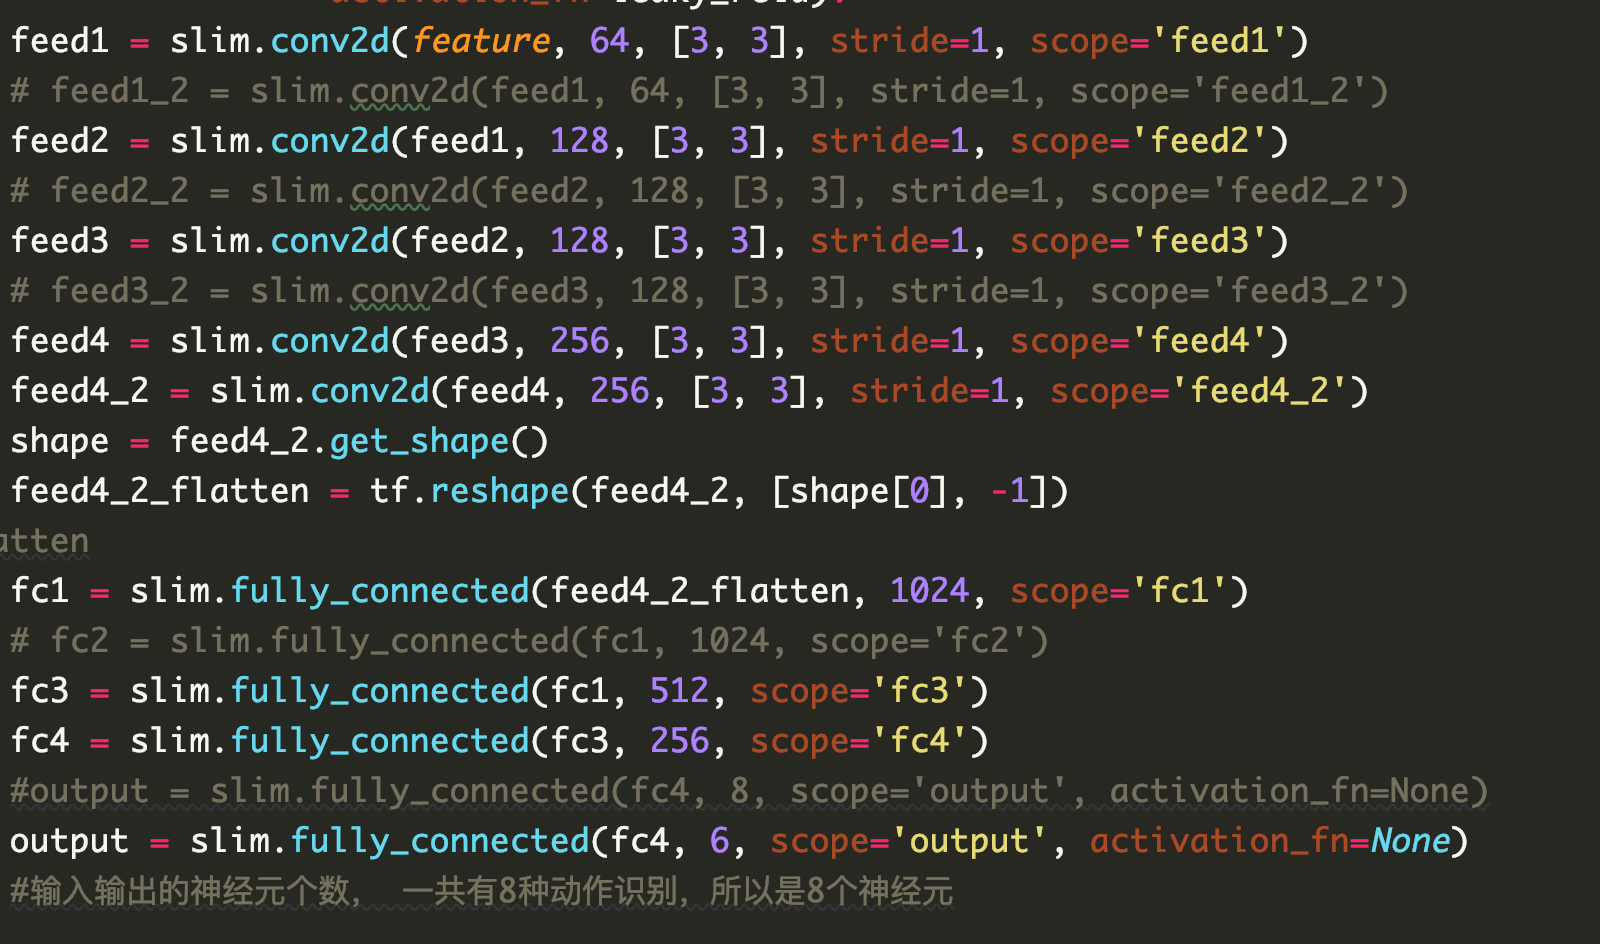 feed1 = slim.conv2d(feature, 64, [3, 3], stride=1, scope='feed1')
# feed1_2 = slim.conv2d(feed1, 64, [3, 3], stride=1, scope='feed1_2')
feed2 = slim.conv2d(feed1, 128, [3, 3], stride=1, scope='feed2')
# feed2_2 = slim.conv2d(feed2, 128, [3, 3], stride=1, scope='feed2_2')
feed3 = slim.conv2d(feed2, 128, [3, 3], stride=1, scope='feed3')
# feed3_2 = slim.conv2d(feed3, 128, [3, 3], stride=1, scope='feed3_2')
feed4 = slim.conv2d(feed3, 256, [3, 3], stride=1, scope='feed4')
feed4_2 = slim.conv2d(feed4, 256, [3, 3], stride=1, scope='feed4_2')
shape = feed4_2.get_shape()
feed4_2_flatten = tf.reshape(feed4_2, [shape[0], -1])
atten
fc1 = slim.fully_connected(feed4_2_flatten, 1024, scope='fc1')
# fc2 = slim.fully_connected(fc1, 1024, scope='fc2')
fc3 = slim.fully_connected(fc1, 512, scope='fc3')
fc4 = slim.fully_connected(fc3, 256, scope='fc4')
#output = slim.fully_connected(fc4, 8, scope='output', activation_fn=None)
output = slim.fully_connected(fc4, 6, scope='output', activation_fn=None)
#输入输出的神经元个数， 一共有8种动作识别，所以是8个神经元